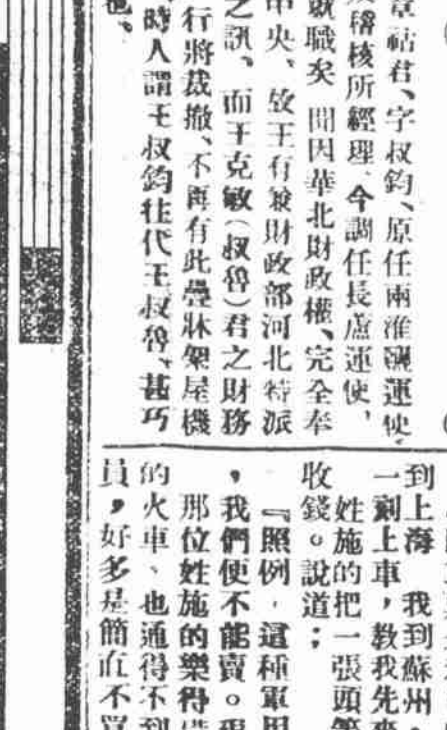 章祜君、字叔鈞、原任兩淮鹽運使、
稽核所經理、今調任長蘆運使、
就職矣 聞因華北財政權、完全奉
中央、故王有兼財政部河北特派
之訊、而王克敏(叔魯)君之財務
行將裁撤、不再有此疊牀架屋機
時人謂王叔鈞往代王叔魯、甚巧
也、
到上海 我到蘇州
一剷上車，教我先來
姓施的把一張頭等
收錢。說道；
『照例，這種軍用
，我們便不能賣。現
那位姓施的樂得
的火車、也通得不到
員，好多是簡直不買